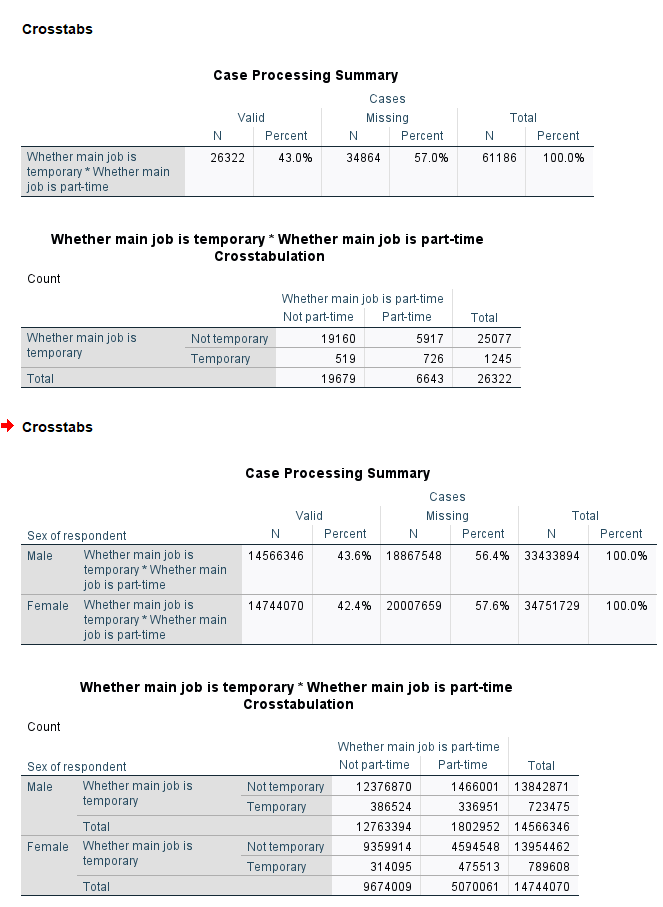 Crosstabs
Case Processing Summary
Cases
Valid Missing Total
N Percent N Percent N Percent
Whether main job is 26322 43.0% 34864 57.0% 61186 100.0%
temporary * Whether main
job is part-time
Whether main job is temporary * Whether main job is part-time
Crosstabulation
Count
Whether main job is part-time
Not part-time Part-time Total
Whether main job is Not temporary 19160 5917 25077
temporary
Temporary 519 726 1245
Total 19679 6643 26322
Crosstabs
Case Processing Summary
Cases
Valid Missing Total
Sex of respondent N Percent N Percent N Percent
Male Whether main job is 14566346 43.6% 18867548 56.4% 33433894 100.0%
temporary * Whether main
job is part-time
Female Whether main job is 14744070 42.4% 20007659 57.6% 34751729 100.0%
temporary * Whether main
job is part-time
Whether main job is temporary * Whether main job is part-time
Crosstabulation
Count
Whether main job is part-time
Sex of respondent Not part-time Part-time Total
Male Whether main job is Not temporary 12376870 1466001 13842871
temporary
Temporary 386524 336951 723475
Total 12763394 1802952 14566346
Female Whether main job is Not temporary 9359914 4594548 13954462
temporary
Temporary 314095 475513 789608
Total 9674009 5070061 14744070